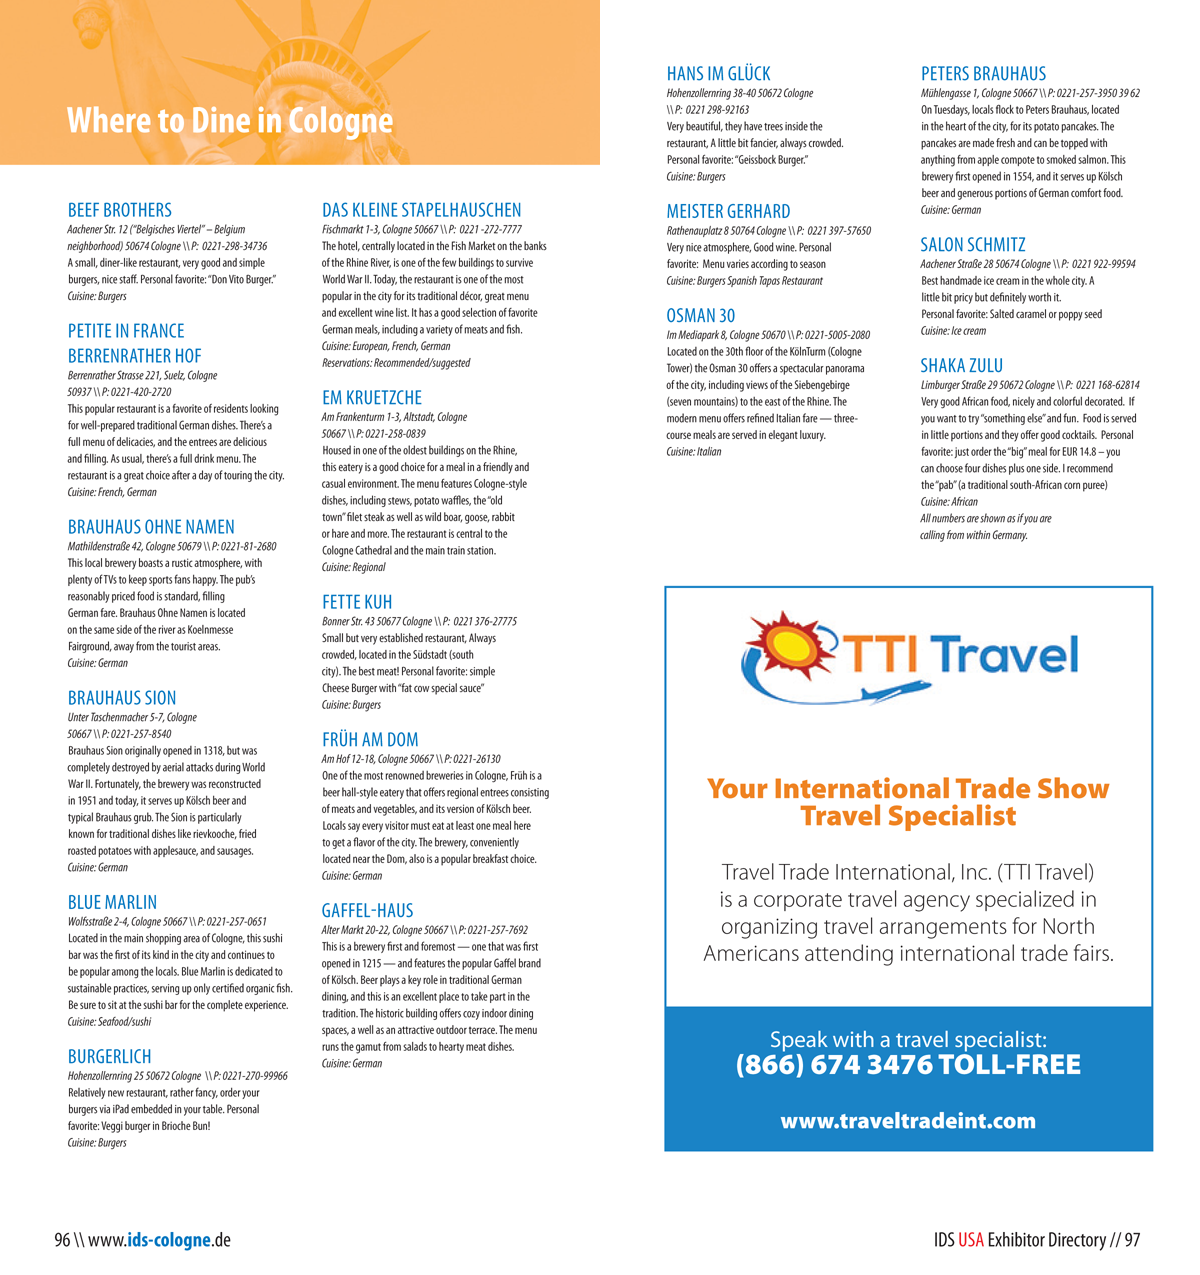 Where to Dine in Cologne
BEEF BROTHERS
Aachener Str. 12 ("Belgisches Viertel" – Belgium
neighborhood) 50674 Cologne \\ P: 0221-298-34736
A small, diner-like restaurant, very good and simple
burgers, nice staff. Personal favorite: "Don Vito Burger."
Cuisine: Burgers
PETITE IN FRANCE
BERRENRATHER HOF
Berrenrather Strasse 221, Suelz, Cologne
50937 \\ P: 0221-420-2720
This popular restaurant is a favorite of residents looking
for well-prepared traditional German dishes. There's a
full menu of delicacies, and the entrees are delicious
and filling. As usual, there's a full drink menu. The
restaurant is a great choice after a day of touring the city.
Cuisine: French, German
BRAUHAUS OHNE NAMEN
Mathildenstraße 42, Cologne 50679 \\ P: 0221-81-2680
This local brewery boasts a rustic atmosphere, with
plenty of TVs to keep sports fans happy. The pub's
reasonably priced food is standard, filling
German fare. Brauhaus Ohne Namen is located
on the same side of the river as Koelnmesse
Fairground, away from the tourist areas.
Cuisine: German
BRAUHAUS SION
Unter Taschenmacher 5-7, Cologne
50667 \\ P: 0221-257-8540
Brauhaus Sion originally opened in 1318, but was
completely destroyed by aerial attacks during World
War II. Fortunately, the brewery was reconstructed
in 1951 and today, it serves up Kölsch beer and
typical Brauhaus grub. The Sion is particularly
known for traditional dishes like rievkooche, fried
roasted potatoes with applesauce, and sausages.
Cuisine: German
BLUE MARLIN
Wolfsstraße 2-4, Cologne 50667 \\ P: 0221-257-0651
Located in the main shopping area of Cologne, this sushi
bar was the first of its kind in the city and continues to
be popular among the locals. Blue Marlin is dedicated to
sustainable practices, serving up only certified organic fish.
Be sure to sit at the sushi bar for the complete experience.
Cuisine: Seafood/sushi
BURGERLICH
Hohenzollernring 25 50672 Cologne \\ P: 0221-270-99966
Relatively new restaurant, rather fancy, order your
burgers via iPad embedded in your table. Personal
favorite: Veggi burger in Brioche Bun!
Cuisine: Burgers
DAS KLEINE STAPELHAUSCHEN
Fischmarkt 1-3, Cologne 50667 \\ P: 0221 -272-7777
The hotel, centrally located in the Fish Market on the banks
of the Rhine River, is one of the few buildings to survive
World War II. Today, the restaurant is one of the most
popular in the city for its traditional décor, great menu
and excellent wine list. It has a good selection of favorite
German meals, including a variety of meats and fish.
Cuisine: European, French, German
Reservations: Recommended/suggested
EM KRUETZCHE
Am Frankenturm 1-3, Altstadt, Cologne
50667 \\ P: 0221-258-0839
Housed in one of the oldest buildings on the Rhine,
this eatery is a good choice for a meal in a friendly and
casual environment. The menu features Cologne-style
dishes, including stews, potato waffles, the "old
town" filet steak as well as wild boar, goose, rabbit
or hare and more. The restaurant is central to the
Cologne Cathedral and the main train station.
Cuisine: Regional
FETTE KUH
Bonner Str. 43 50677 Cologne \\ P: 0221 376-27775
Small but very established restaurant, Always
crowded, located in the Südstadt (south
city). The best meat! Personal favorite: simple
Cheese Burger with "fat cow special sauce"
Cuisine: Burgers
FRÜH AM DOM
Am Hof 12-18, Cologne 50667 \\ P: 0221-26130
One of the most renowned breweries in Cologne, Früh is a
beer hall-style eatery that offers regional entrees consisting
of meats and vegetables, and its version of Kölsch beer.
Locals say every visitor must eat at least one meal here
to get a flavor of the city. The brewery, conveniently
located near the Dom, also is a popular breakfast choice.
Cuisine: German
GAFFEL-HAUS
Alter Markt 20-22, Cologne 50667 \\ P: 0221-257-7692
This is a brewery first and foremost — one that was first
opened in 1215 — and features the popular Gaffel brand
of Kölsch. Beer plays a key role in traditional German
dining, and this is an excellent place to take part in the
tradition. The historic building offers cozy indoor dining
spaces, a well as an attractive outdoor terrace. The menu
runs the gamut from salads to hearty meat dishes.
Cuisine: German
96 \\ www.ids-cologne.de
HANS IM GLÜCK
Hohenzollernring 38-40 50672 Cologne
\\ P: 0221 298-92163
Very beautiful, they have trees inside the
restaurant, A little bit fancier, always crowded.
Personal favorite: "Geissbock Burger."
Cuisine: Burgers
MEISTER GERHARD
Rathenauplatz 8 50764 Cologne \\ P: 0221 397-57650
Very nice atmosphere, Good wine. Personal
favorite: Menu varies according to season
Cuisine: Burgers Spanish Tapas Restaurant
OSMAN 30
Im Mediapark 8, Cologne 50670 \\ P: 0221-5005-2080
Located on the 30th floor of the KölnTurm (Cologne
Tower) the Osman 30 offers a spectacular panorama
of the city, including views of the Siebengebirge
(seven mountains) to the east of the Rhine. The
modern menu offers refined Italian fare — three-
course meals are served in elegant luxury.
Cuisine: Italian
PETERS BRAUHAUS
Mühlengasse 1, Cologne 50667 \\ P: 0221-257-3950 39 62
On Tuesdays, locals flock to Peters Brauhaus, located
in the heart of the city, for its potato pancakes. The
pancakes are made fresh and can be topped with
anything from apple compote to smoked salmon. This
brewery first opened in 1554, and it serves up Kölsch
beer and generous portions of German comfort food.
Cuisine: German
SALON SCHMITZ
Aachener Straße 28 50674 Cologne \\ P: 0221 922-99594
Best handmade ice cream in the whole city. A
little bit pricy but definitely worth it.
Personal favorite: Salted caramel or poppy seed
Cuisine: Ice cream
SHAKA ZULU
Limburger Straße 29 50672 Cologne \\ P: 0221 168-62814
Very good African food, nicely and colorful decorated. If
you want to try "something else" and fun. Food is served
in little portions and they offer good cocktails. Personal
favorite: just order the "big" meal for EUR 14.8 – you
can choose four dishes plus one side. I recommend
the "pab" (a traditional south-African corn puree)
Cuisine: African
All numbers are shown as if you are
calling from within Germany.
TTI Travel
Your International Trade Show
Travel Specialist
Travel Trade International, Inc. (TTI Travel)
is a corporate travel agency specialized in
organizing travel arrangements for North
Americans attending international trade fairs.
Speak with a travel specialist:
(866) 674 3476 TOLL-FREE
www.traveltradeint.com
IDS USA Exhibitor Directory // 97